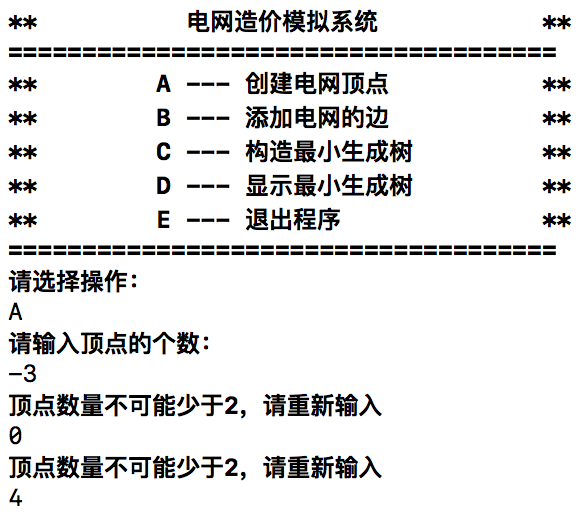 ** 电网造价模拟系统 **
=====================================
** A --- 创建电网顶点 **
** B --- 添加电网的边 **
** C --- 构造最小生成树 **
** D --- 显示最小生成树 **
** E --- 退出程序 **
=====================================
请选择操作：
A
请输入顶点的个数：
-3
顶点数量不可能少于2，请重新输入
0
顶点数量不可能少于2，请重新输入
4